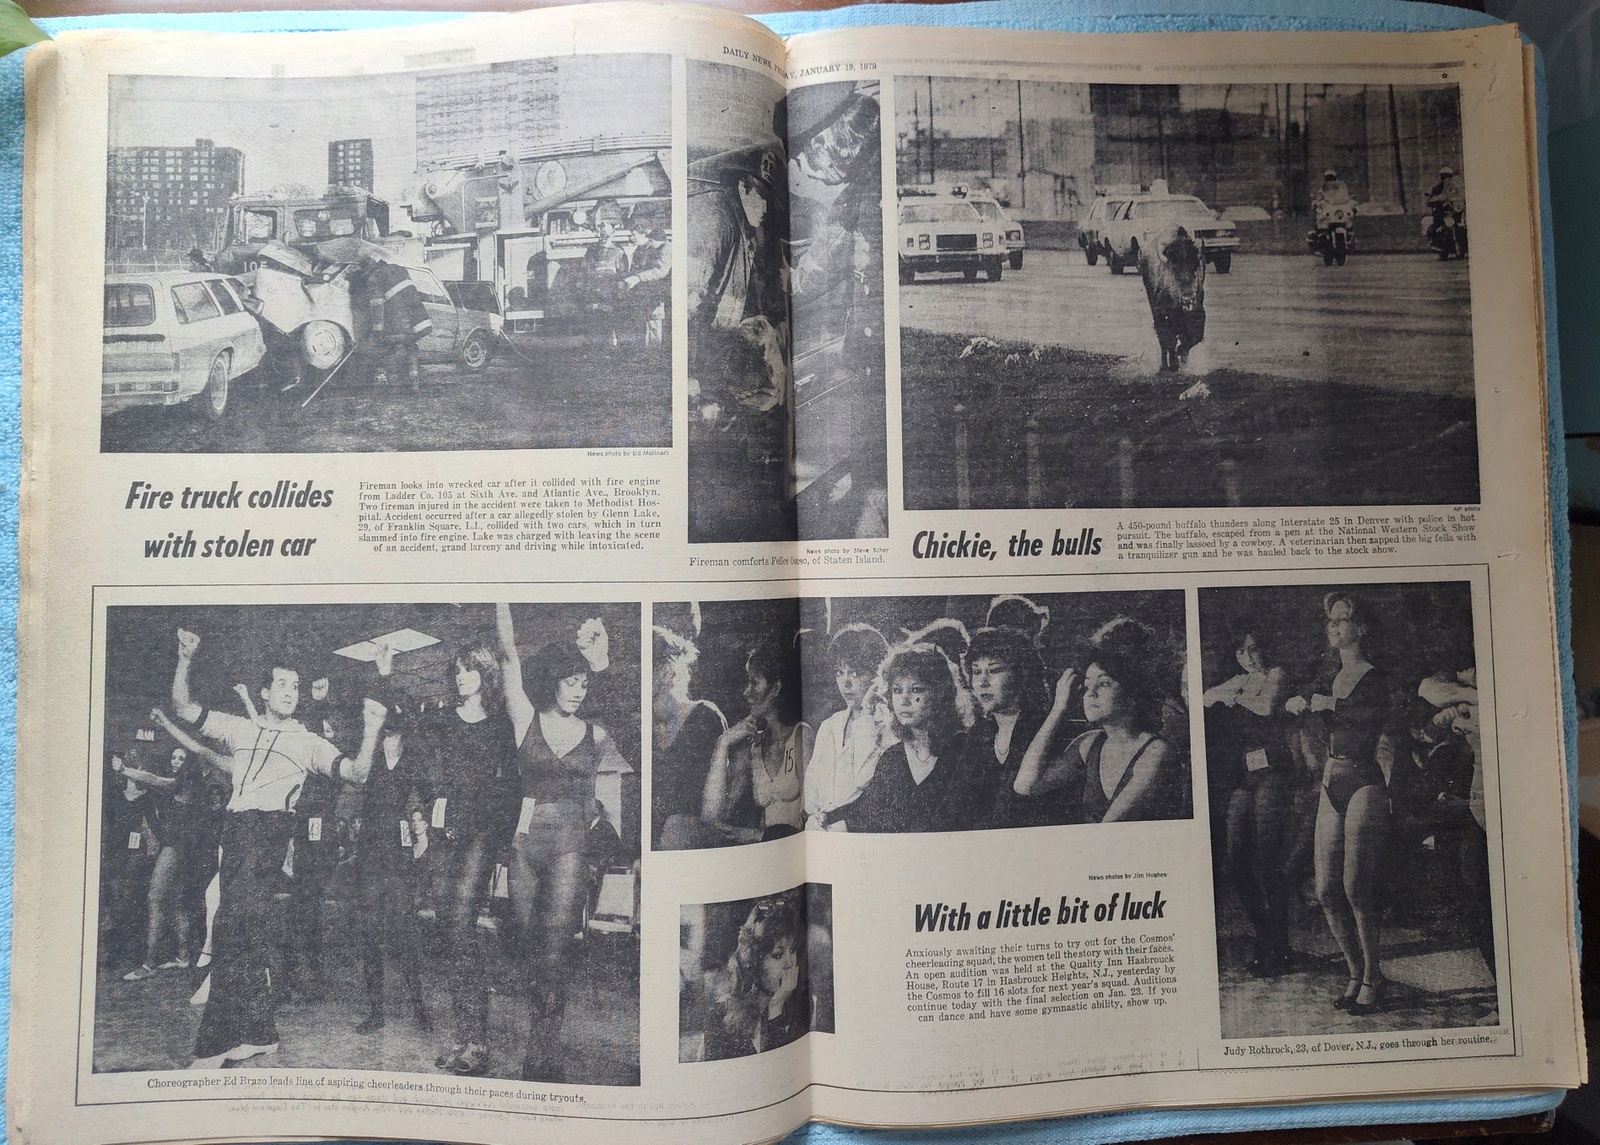 DAILY NEWS, FRIDAY, JANUARY 19, 1979
*
105
News photo by Ed Molinari
Fire truck collides
with stolen car
Fireman looks into wrecked car after it collided with fire engine
from Ladder Co. 105 at Sixth Ave. and Atlantic Ave., Brooklyn.
Two fireman injured in the accident were taken to Methodist Hos-
pital. Accident occurred after a car allegedly stolen by Glenn Lake,
29, of Franklin Square, L.I., collided with two cars, which in turn
slammed into fire engine. Lake was charged with leaving the scene
of an accident, grand larceny and driving while intoxicated.
News photo by Steve Scher
Fireman comforts Felice Corso, of Staten Island.
AP photo
Chickie, the bulls
A 450-pound buffalo thunders along Interstate 25 in Denver with police in hot
pursuit. The buffalo, escaped from a pen at the National Western Stock Show
and was finally lassoed by a cowboy. A veterinarian then zapped the big fella with
a tranquilizer gun and he was hauled back to the stock show.
15
Choreographer Ed Brazo leads line of aspiring cheerleaders through their paces during tryouts.
News photos by Jim Hughes
With a little bit of luck
Anxiously awaiting their turns to try out for the Cosmos'
cheerleading squad, the women tell the story with their faces.
An open audition was held at the Quality Inn Hasbrouck
House, Route 17 in Hasbrouck Heights, N.J., yesterday by
the Cosmos to fill 16 slots for next year's squad. Auditions
continue today with the final selection on Jan. 23. If you
can dance and have some gymnastic ability, show up.
Judy Rothrock, 23, of Dover, N.J., goes through her routine.